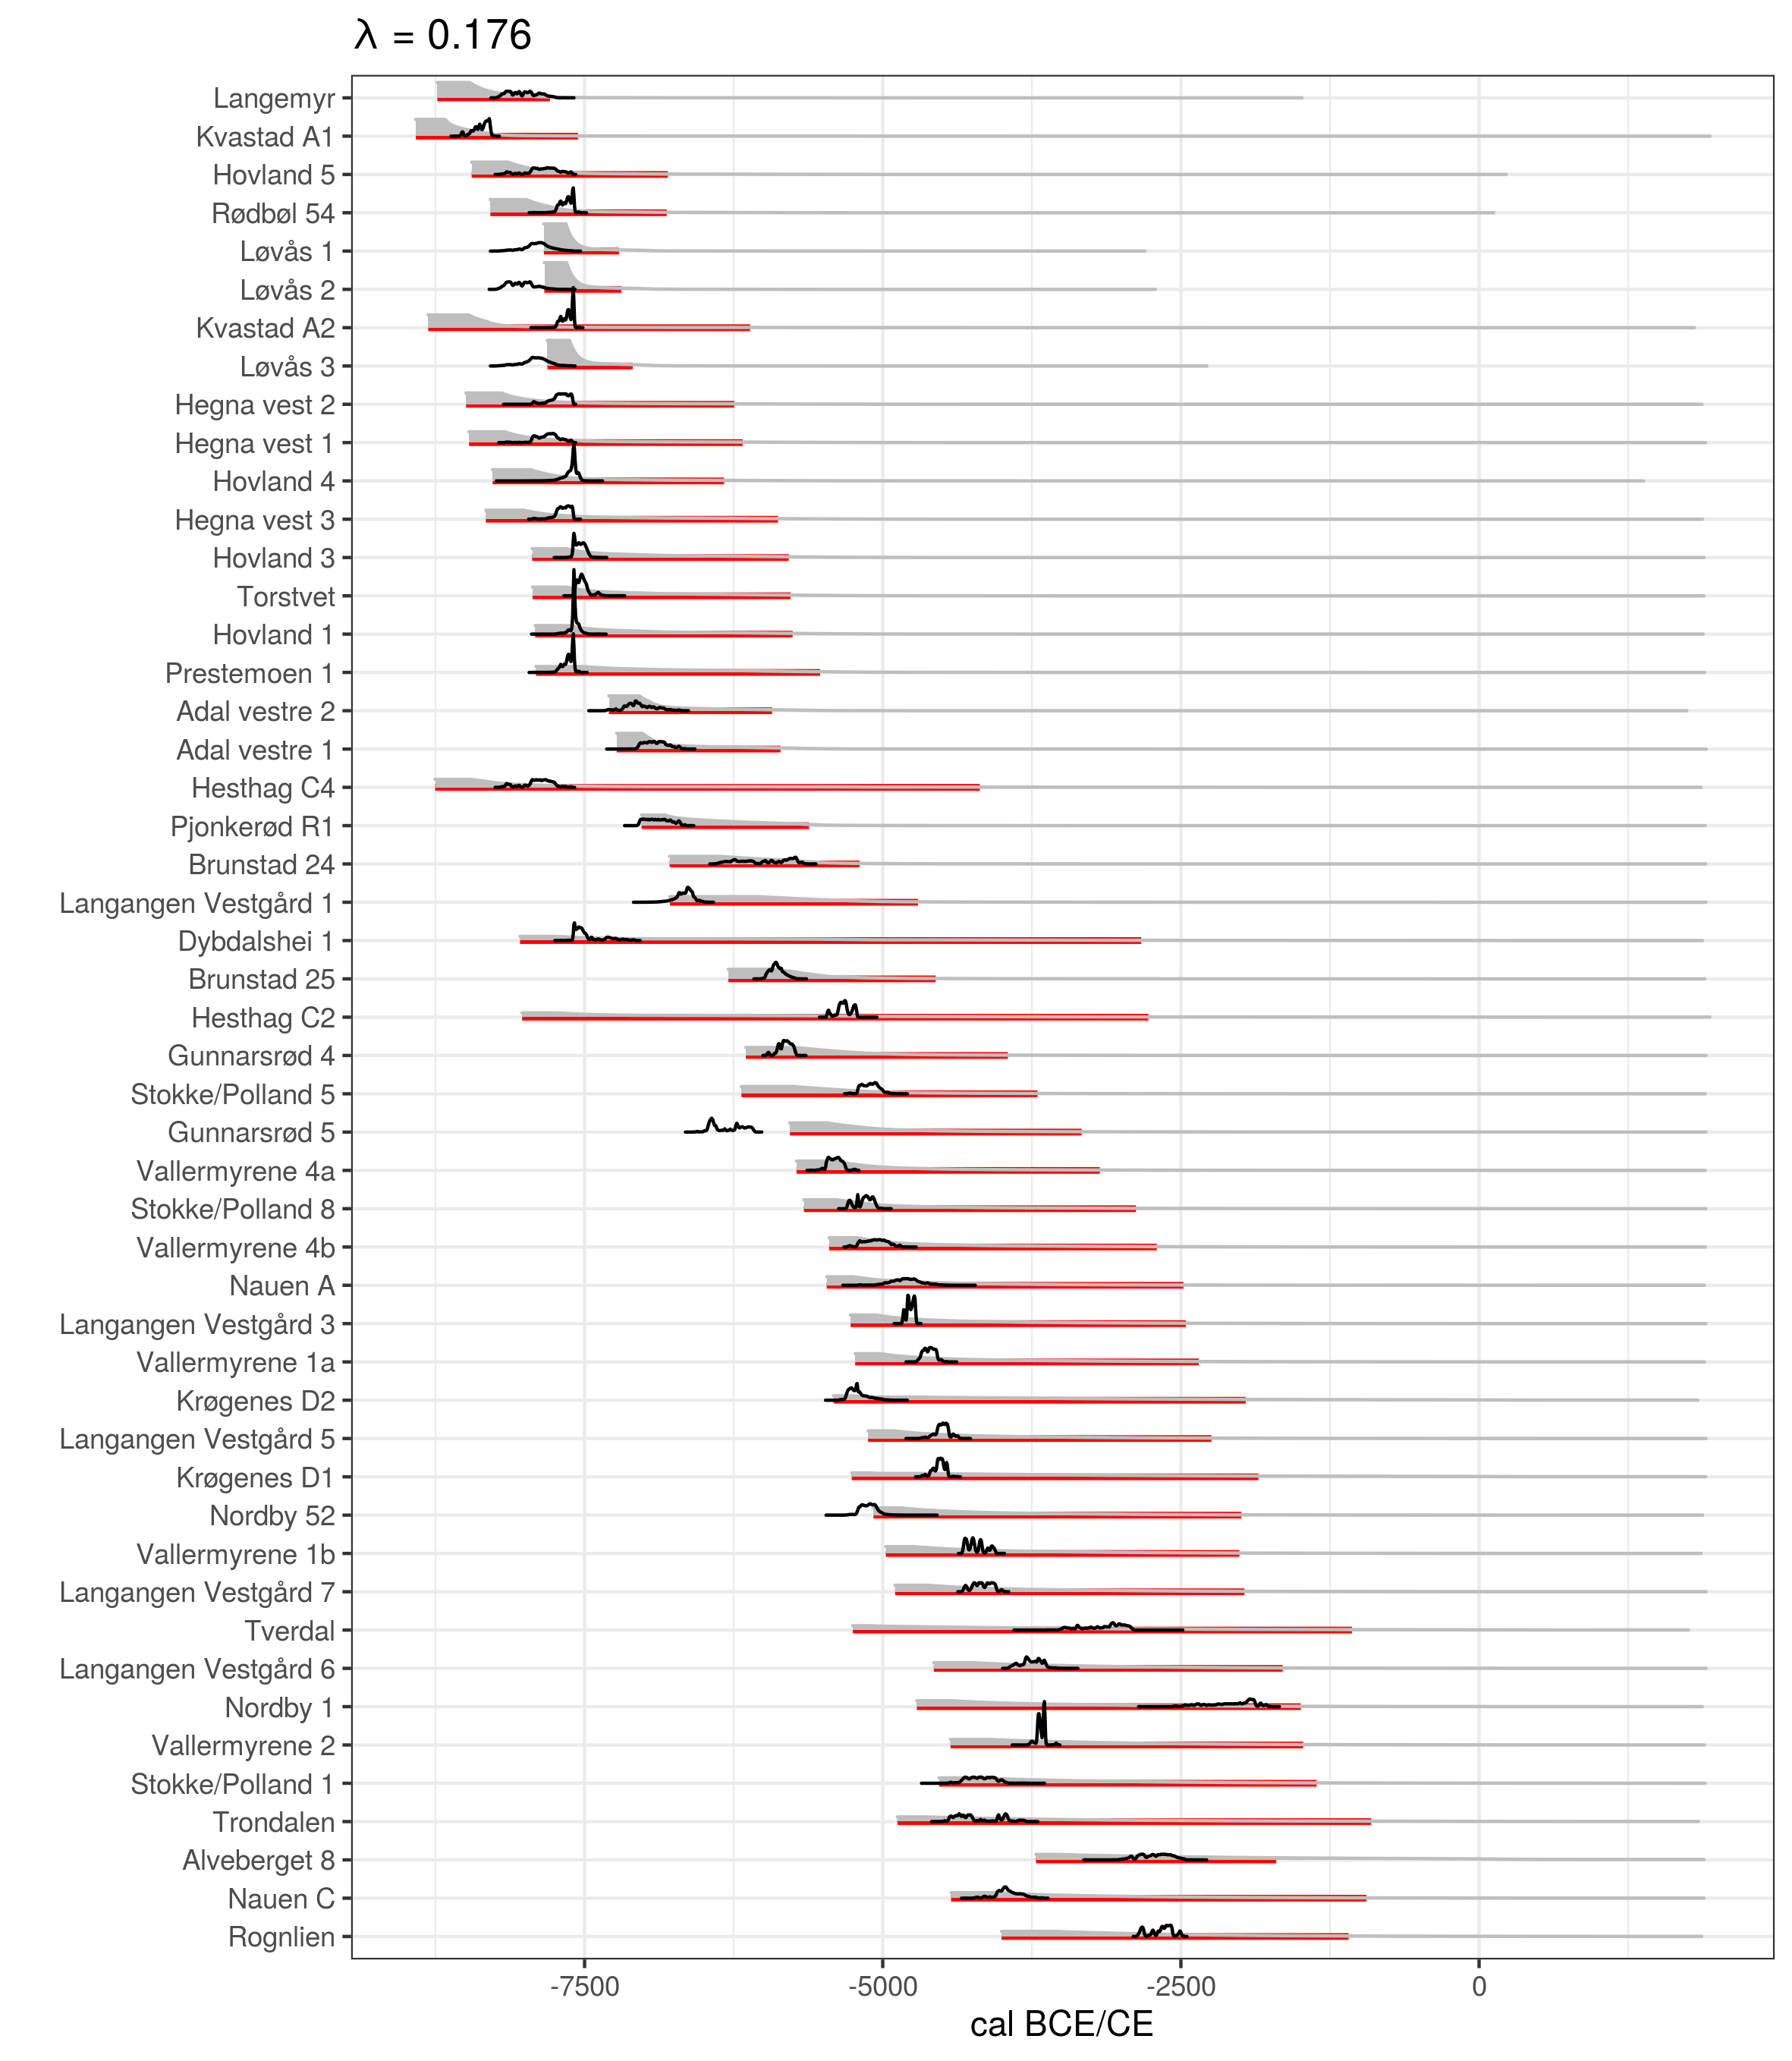 λ = 0.176
Langemyr
Kvastad A1
Hovland 5
Rødbøl 54
Løvås 1
Løvås 2
Kvastad A2
Løvås 3
Hegna vest 2
Hegna vest 1
Hovland 4
Hegna vest 3
Hovland 3
Torstvet
Hovland 1
Prestemoen 1
Adal vestre 2
Adal vestre 1
Hesthag C4
Pjonkerød R1
Brunstad 24
Langangen Vestgård 1
Dybdalshei 1
Brunstad 25
Hesthag C2
Gunnarsrød 4
Stokke/Polland 5
Gunnarsrød 5
Vallermyrene 4a
Stokke/Polland 8
Vallermyrene 4b
Nauen A
Langangen Vestgård 3
Vallermyrene 1a
Krøgenes D2
Langangen Vestgård 5
Krøgenes D1
Nordby 52
Vallermyrene 1b
Langangen Vestgård 7
Tverdal
Langangen Vestgård 6
Nordby 1
Vallermyrene 2
Stokke/Polland 1
Trondalen
Alveberget 8
Nauen C
Rognlien
-7500 -5000 -2500 0
cal BCE/CE